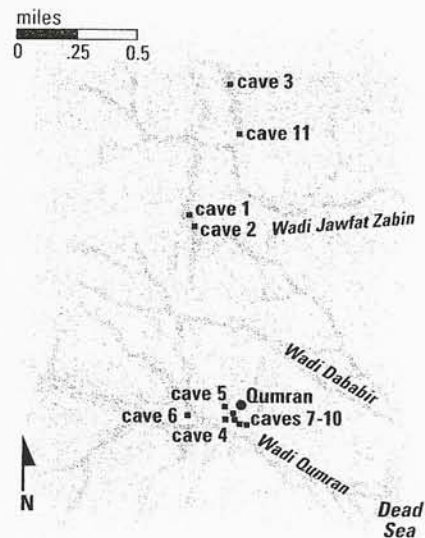 miles
0 .25 0.5
cave 3
cave 11
cave 1
cave 2
Wadi Jawfat Zabin
Wadi Dababir
cave 5
Qumran
cave 6
caves 7-10
cave 4
Wadi Qumran
N
Dead
Sea